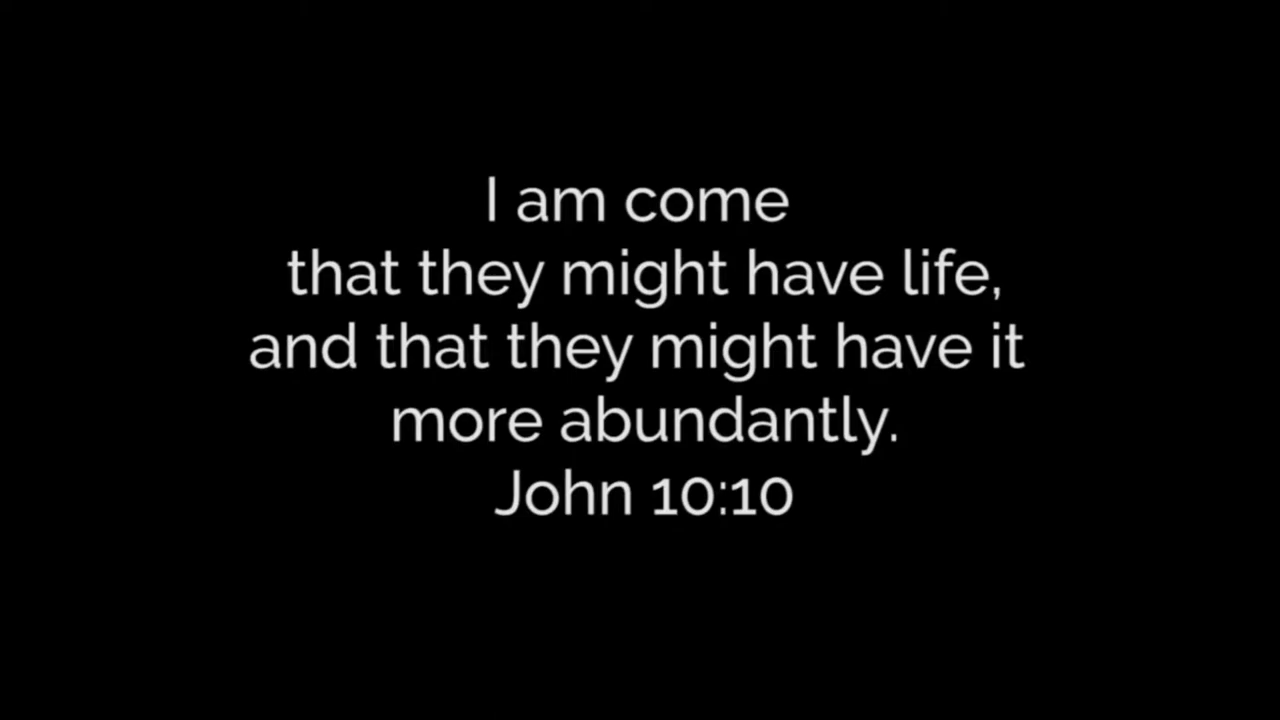 I am come
that they might have life,
and that they might have it
more abundantly.
John 10:10